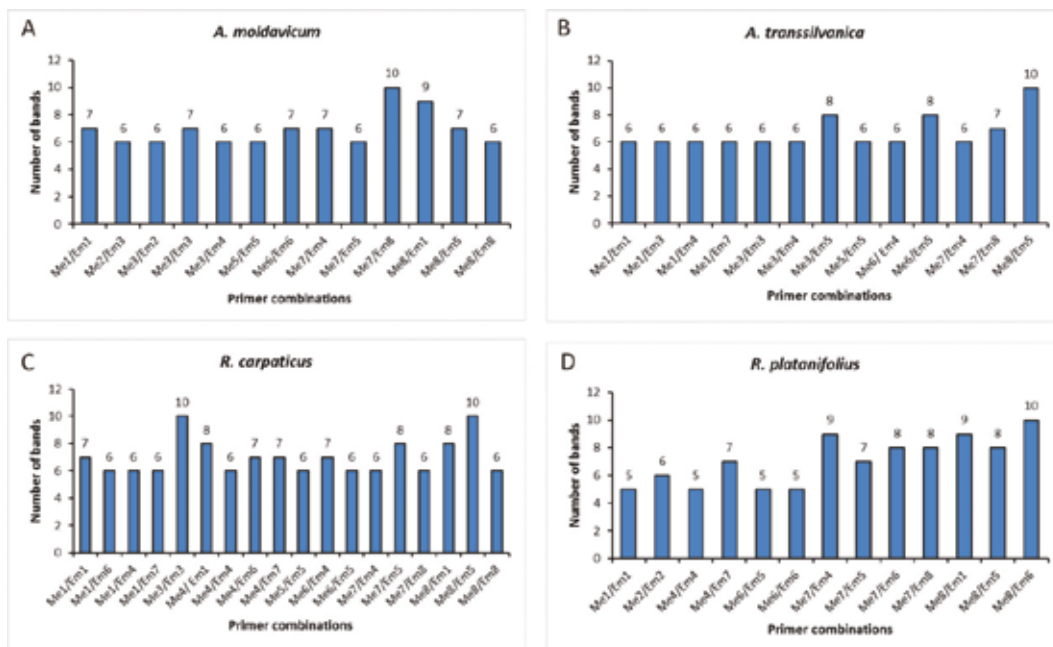 A
A. moldavicum
Number of bands
12
10
8
6
4
2
0
7 6 6 7 6 6 7 7 6 10 9 7 6
Me1/Em1 Me2/Em3 Me3/Em2 Me3/Em3 Me3/Em4 Me5/Em5 Me6/Em6 Me7/Em4 Me7/Em5 Me7/Em8 Me8/Em1 Me8/Em5 Me8/Em8
Primer combinations
B
A. transsilvanica
Number of bands
12
10
8
6
4
2
0
6 6 6 6 6 6 8 6 6 8 6 7 10
Me1/Em1 Me1/Em3 Me1/Em4 Me1/Em7 Me3/Em3 Me3/Em4 Me3/Em5 Me5/Em5 Me6/ Em4 Me6/Em5 Me7/Em4 Me7/Em8 Me8/Em5
Primer combinations
C
R. carpaticus
Number of bands
12
10
8
6
4
2
0
7 6 6 6 10 8 6 7 7 6 7 6 6 8 6 8 10 6
Me1/Em1 Me1/Em6 Me1/Em4 Me1/Em7 Me3/Em3 Me4/ Em1 Me4/Em4 Me4/Em6 Me4/Em7 Me5/Em5 Me6/Em4 Me6/Em5 Me7/Em4 Me7/Em5 Me7/Em8 Me8/Em1 Me8/Em5 Me8/Em8
Primer combinations
D
R. platanifolius
Number of bands
12
10
8
6
4
2
0
5 6 5 7 5 5 9 7 8 8 9 8 10
Me1/Em1 Me2/Em2 Me4/Em4 Me4/Em7 Me6/Em5 Me6/Em6 Me7/Em4 Me7/Em5 Me7/Em6 Me7/Em8 Me8/Em1 Me8/Em5 Me8/Em6
Primer combinations